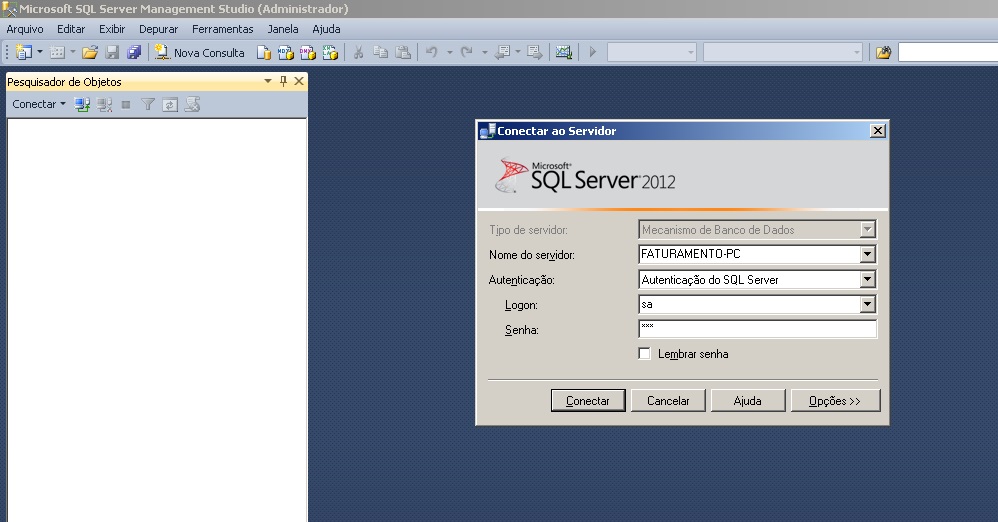 Microsoft SQL Server Management Studio (Administrador)
Arquivo Editar Exibir Depurar Ferramentas Janela Ajuda
Nova Consulta
Pesquisador de Objetos
Conectar
Conectar ao Servidor
Microsoft®
SQL Server® 2012
Tipo de servidor: Mecanismo de Banco de Dados
Nome do servidor: FATURAMENTO-PC
Autenticação: Autenticação do SQL Server
Logon: sa
Senha: ***
Lembrar senha
Conectar Cancelar Ajuda Opções >>